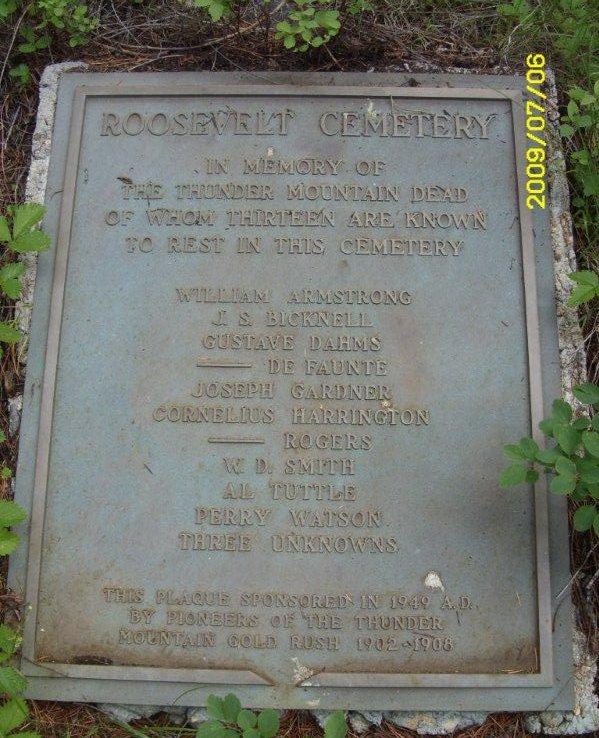 ROOSEVELT CEMETERY
IN MEMORY OF
THE THUNDER MOUNTAIN DEAD
OF WHOM THIRTEEN ARE KNOWN
TO REST IN THIS CEMETERY
WILLIAM ARMSTRONG
J. S. BICKNELL
GUSTAVE DAHMS
—— DE FAUNTE
JOSEPH GARDNER
CORNELIUS HARRINGTON
—— ROGERS
W. D. SMITH
AL TUTTLE
PERRY WATSON
THREE UNKNOWNS
THIS PLAQUE SPONSORED IN 1949 A.D.
BY PIONEERS OF THE THUNDER
MOUNTAIN GOLD RUSH 1902-1908
2009/07/06